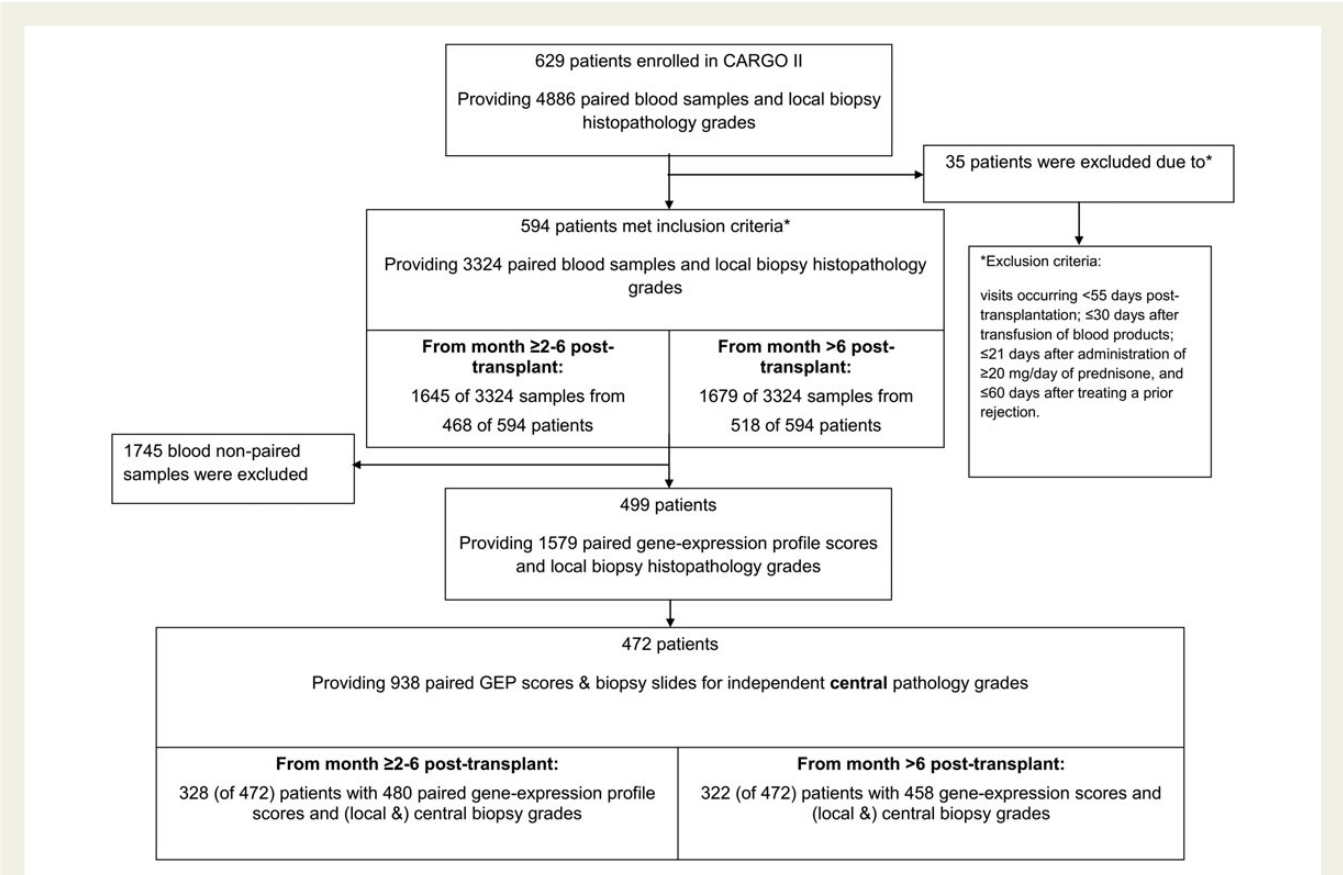 629 patients enrolled in CARGO II
Providing 4886 paired blood samples and local biopsy
histopathology grades
35 patients were excluded due to*
594 patients met inclusion criteria*
Providing 3324 paired blood samples and local biopsy histopathology
grades
*Exclusion criteria:
visits occurring <55 days post-
transplantation; ≤30 days after
transfusion of blood products;
≤21 days after administration of
≥20 mg/day of prednisone, and
≤60 days after treating a prior
rejection.
From month ≥2-6 post-
transplant:
1645 of 3324 samples from
468 of 594 patients
From month >6 post-
transplant:
1679 of 3324 samples from
518 of 594 patients
1745 blood non-paired
samples were excluded
499 patients
Providing 1579 paired gene-expression profile scores
and local biopsy histopathology grades
472 patients
Providing 938 paired GEP scores & biopsy slides for independent central pathology grades
From month ≥2-6 post-transplant:
328 (of 472) patients with 480 paired gene-expression profile
scores and (local &) central biopsy grades
From month >6 post-transplant:
322 (of 472) patients with 458 gene-expression scores and
(local &) central biopsy grades